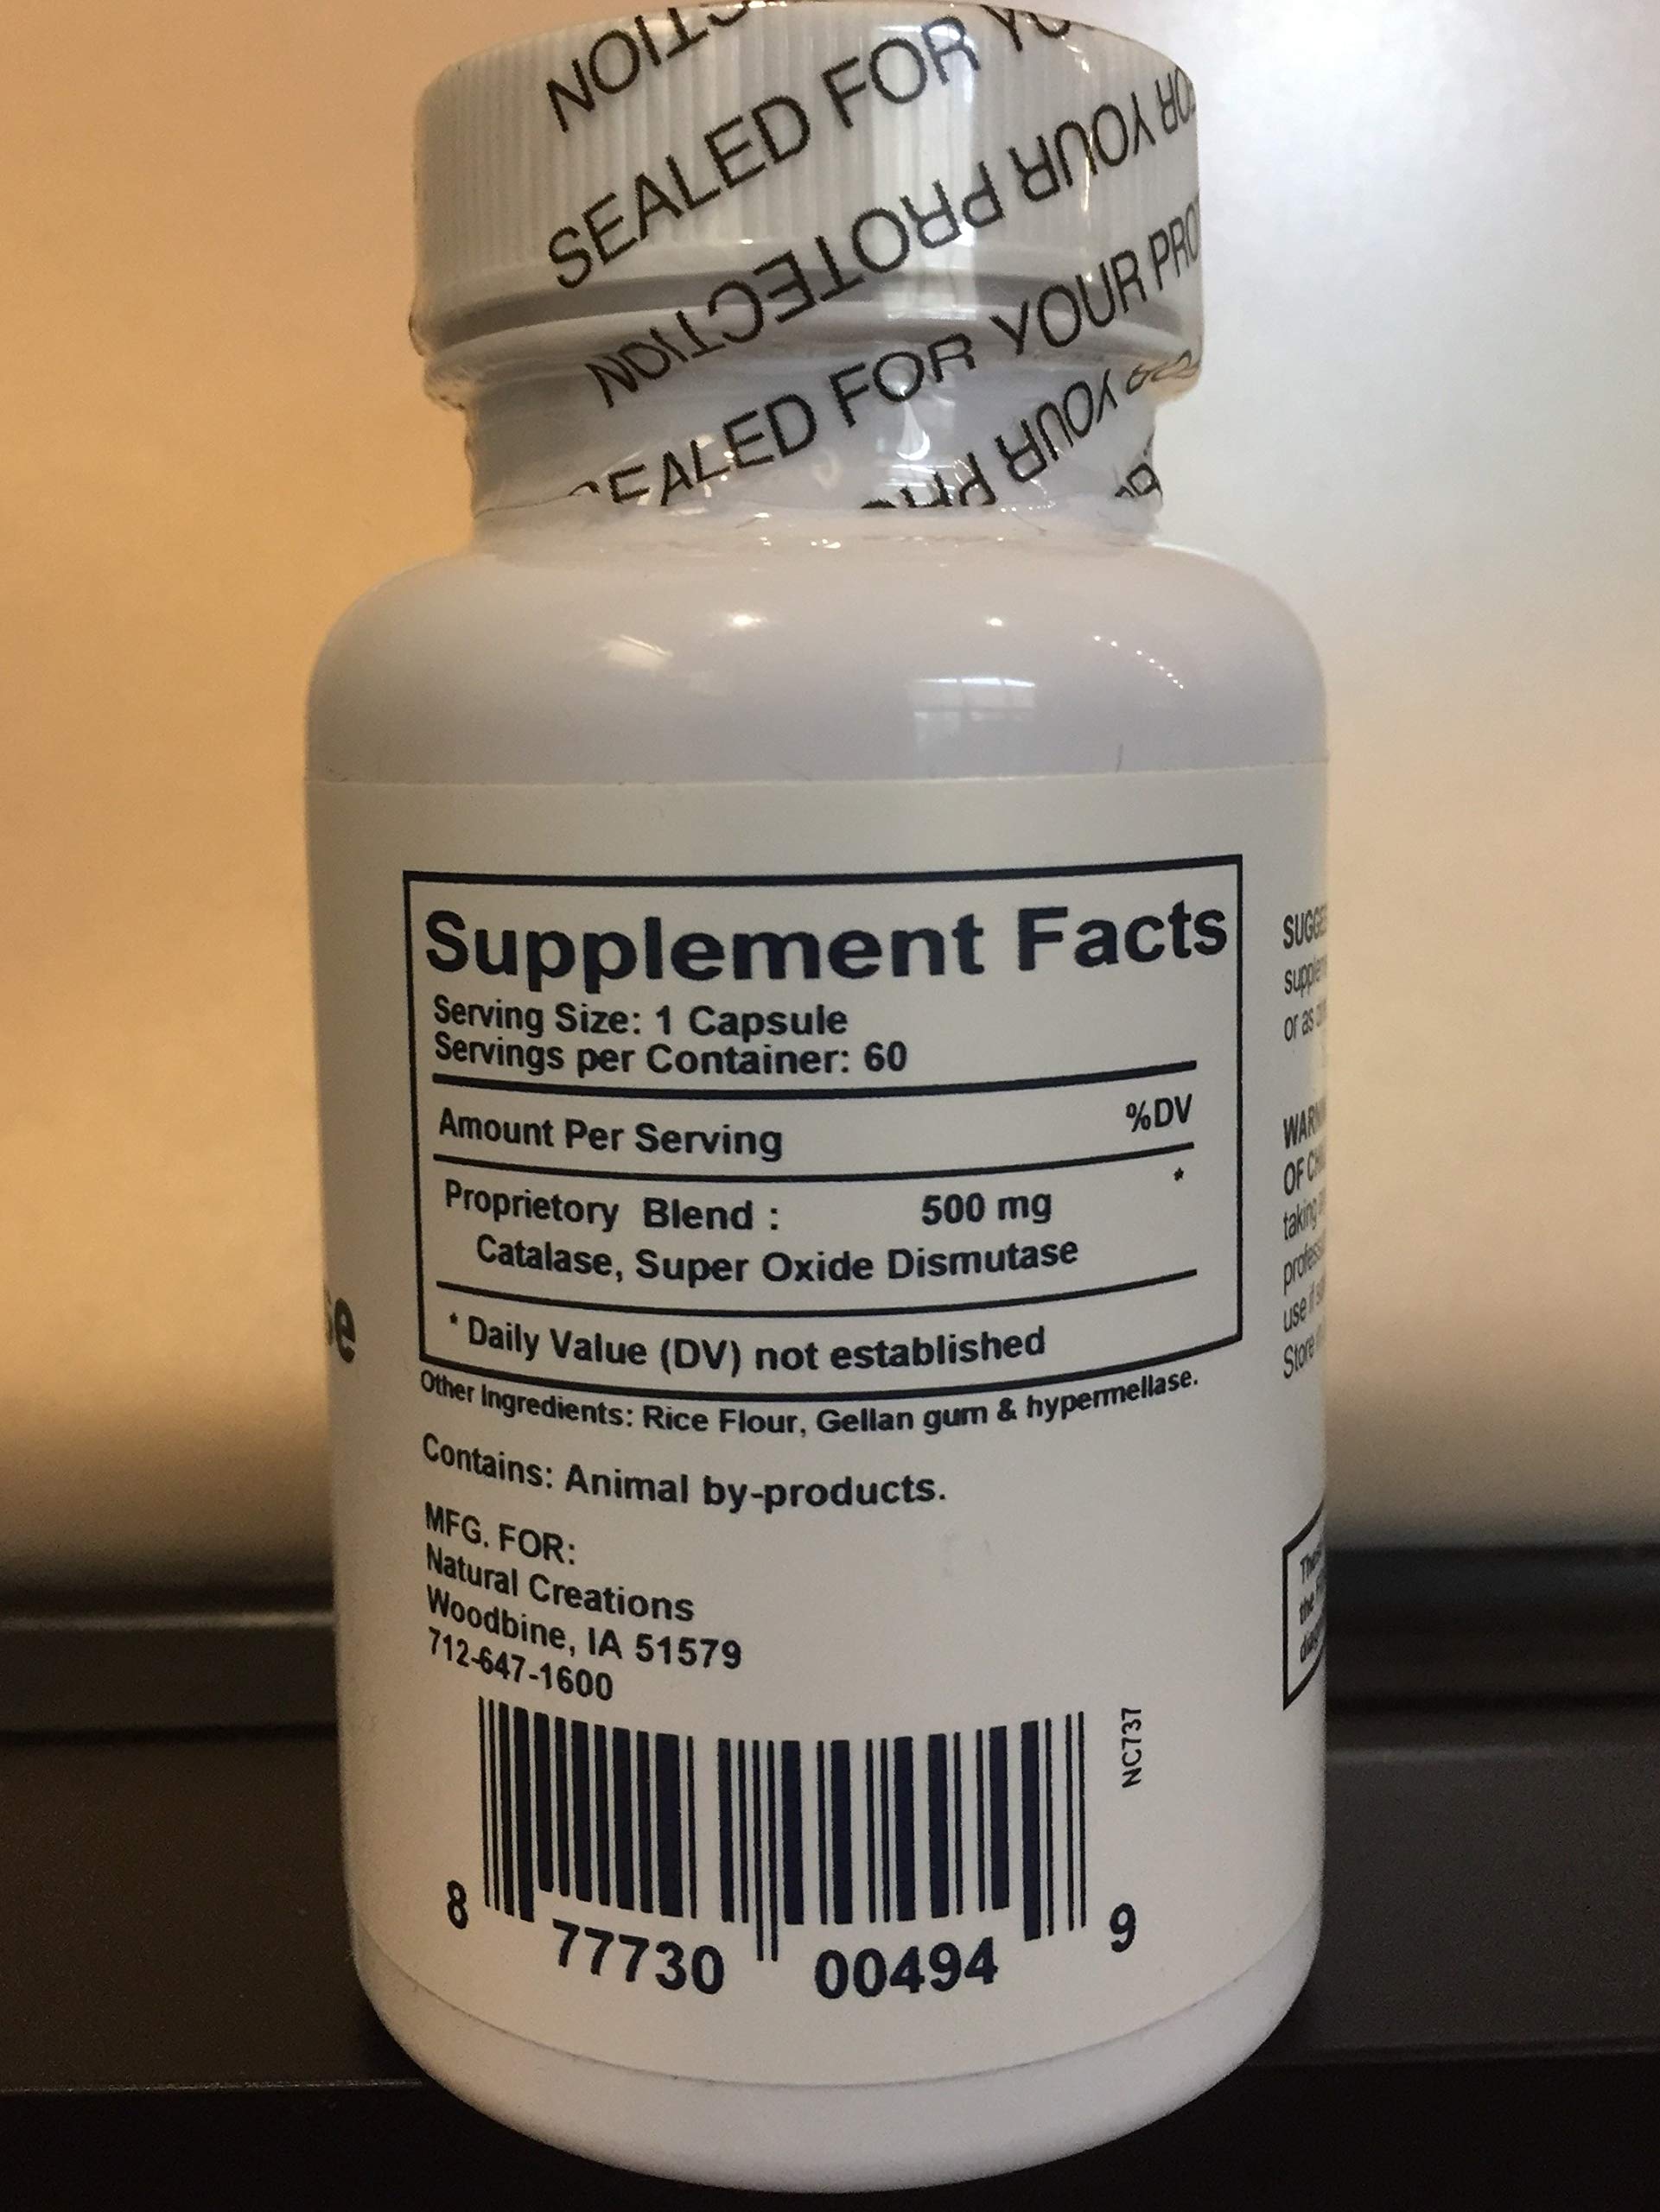 SEALED FOR
PROTECTION
SEALED FOR YOUR
YOUR
Supplement Facts
Serving Size: 1 Capsule
Servings per Container: 60
Amount Per Serving %DV
Proprietory Blend : 500 mg *
Catalase, Super Oxide Dismutase
* Daily Value (DV) not established
Other Ingredients: Rice Flour, Gellan gum & hypermellase.
Contains: Animal by-products.
MFG. FOR:
Natural Creations
Woodbine, IA 51579
712-647-1600
NC737
8 77730 00494 9
or as
taking